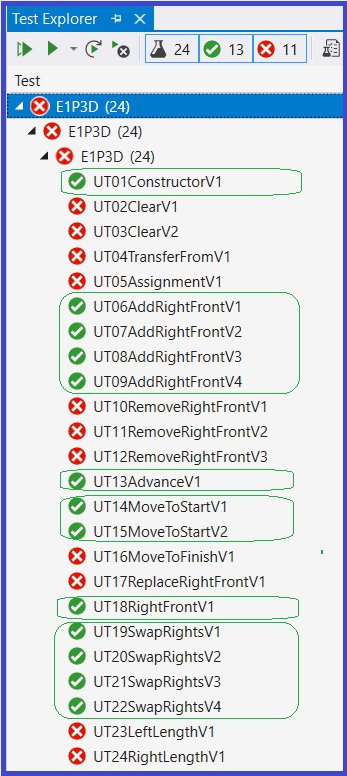 Test Explorer
24 13 11
Test
E1P3D (24)
E1P3D (24)
E1P3D (24)
UT01ConstructorV1
UT02ClearV1
UT03ClearV2
UT04TransferFromV1
UT05AssignmentV1
UT06AddRightFrontV1
UT07AddRightFrontV2
UT08AddRightFrontV3
UT09AddRightFrontV4
UT10RemoveRightFrontV1
UT11RemoveRightFrontV2
UT12RemoveRightFrontV3
UT13AdvanceV1
UT14MoveToStartV1
UT15MoveToStartV2
UT16MoveToFinishV1
UT17ReplaceRightFrontV1
UT18RightFrontV1
UT19SwapRightsV1
UT20SwapRightsV2
UT21SwapRightsV3
UT22SwapRightsV4
UT23LeftLengthV1
UT24RightLengthV1